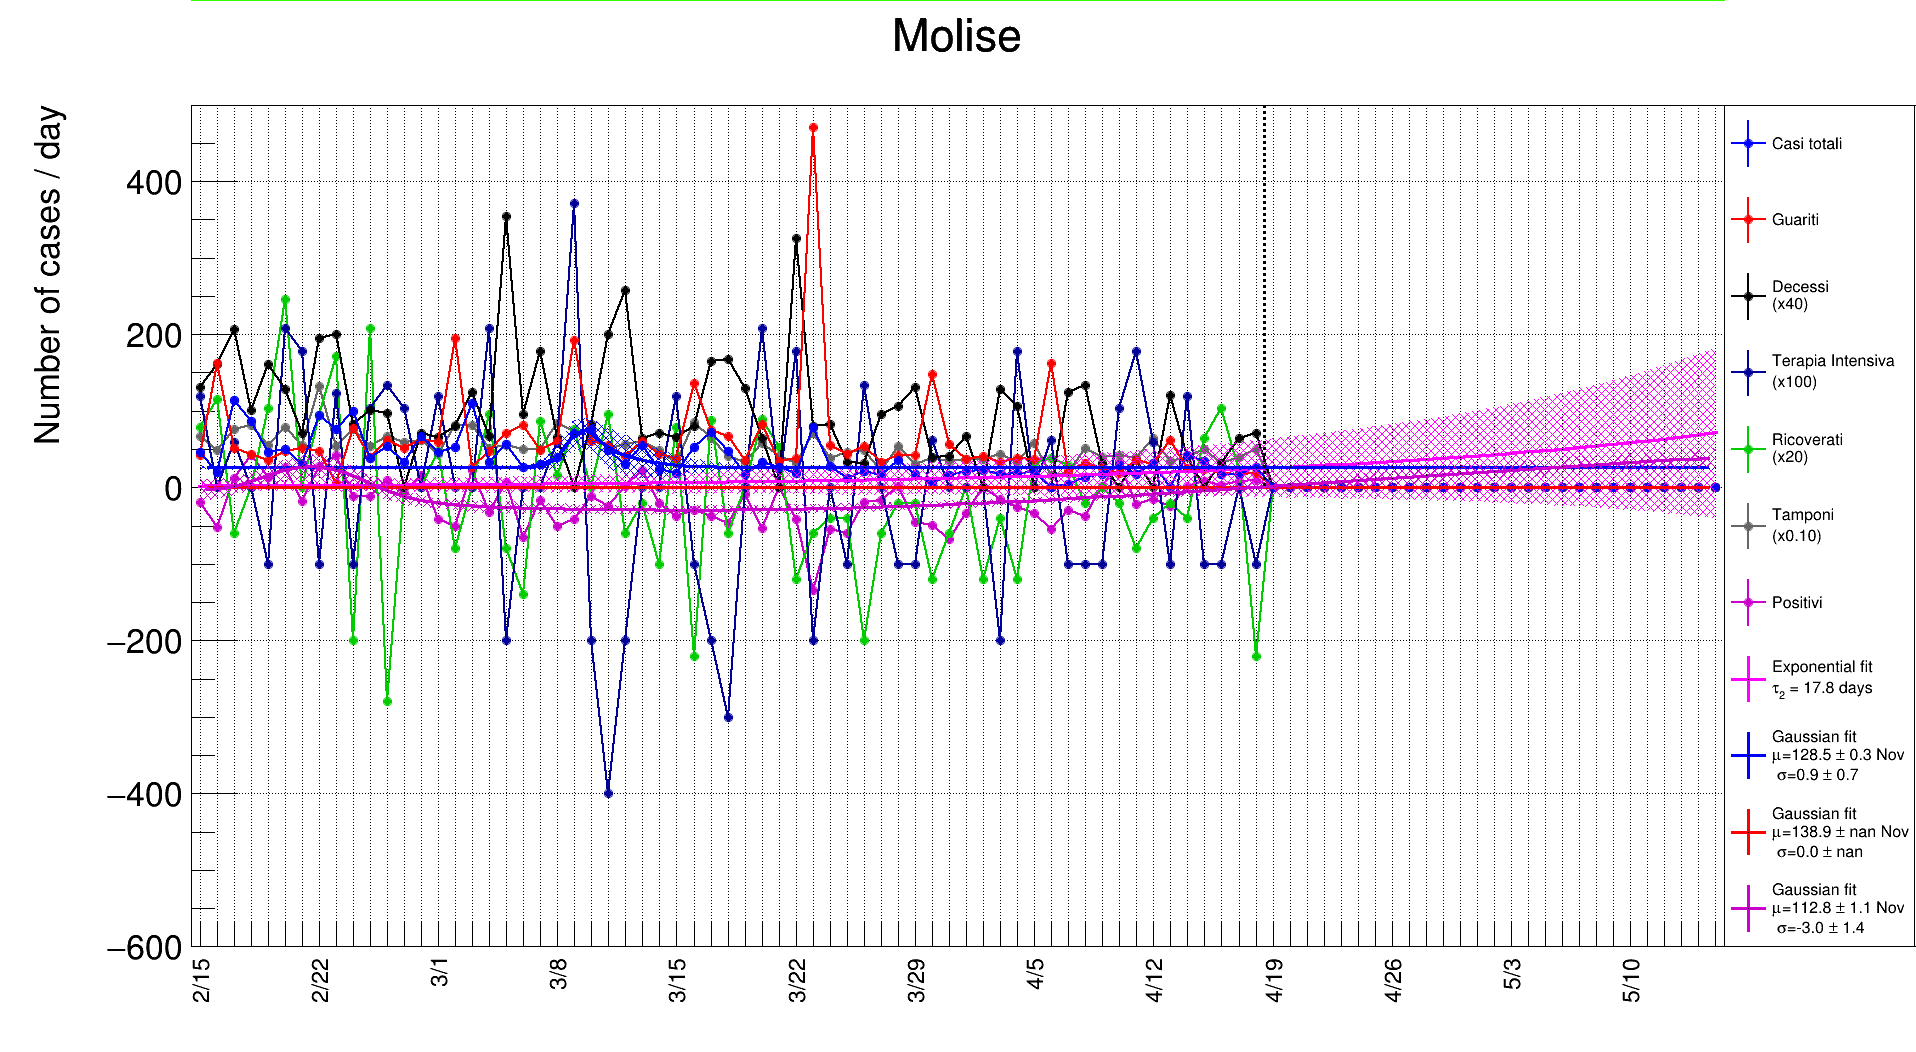 Molise
Number of cases / day
400
200
0
−200
−400
−600
2/15
2/22
3/1
3/8
3/15
3/22
3/29
4/5
4/12
4/19
4/26
5/3
5/10
Casi totali
Guariti
Decessi
(x40)
Terapia Intensiva
(x100)
Ricoverati
(x20)
Tamponi
(x0.10)
Positivi
Exponential fit
τ2 = 17.8 days
Gaussian fit
μ=128.5 ± 0.3 Nov
σ=0.9 ± 0.7
Gaussian fit
μ=138.9 ± nan Nov
σ=0.0 ± nan
Gaussian fit
μ=112.8 ± 1.1 Nov
σ=-3.0 ± 1.4